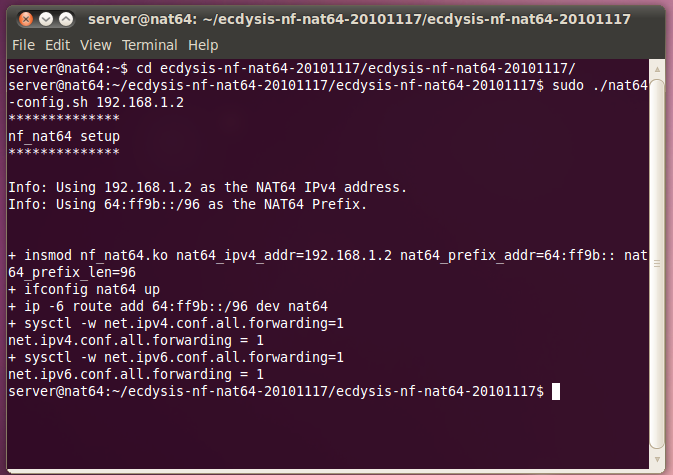 server@nat64: ~/ecdysis-nf-nat64-20101117/ecdysis-nf-nat64-20101117
File Edit View Terminal Help
server@nat64:~$ cd ecdysis-nf-nat64-20101117/ecdysis-nf-nat64-20101117/
server@nat64:~/ecdysis-nf-nat64-20101117/ecdysis-nf-nat64-20101117$ sudo ./nat64
-config.sh 192.168.1.2
**************
nf_nat64 setup
**************
Info: Using 192.168.1.2 as the NAT64 IPv4 address.
Info: Using 64:ff9b::/96 as the NAT64 Prefix.
+ insmod nf_nat64.ko nat64_ipv4_addr=192.168.1.2 nat64_prefix_addr=64:ff9b:: nat
64_prefix_len=96
+ ifconfig nat64 up
+ ip -6 route add 64:ff9b::/96 dev nat64
+ sysctl -w net.ipv4.conf.all.forwarding=1
net.ipv4.conf.all.forwarding = 1
+ sysctl -w net.ipv6.conf.all.forwarding=1
net.ipv6.conf.all.forwarding = 1
server@nat64:~/ecdysis-nf-nat64-20101117/ecdysis-nf-nat64-20101117$